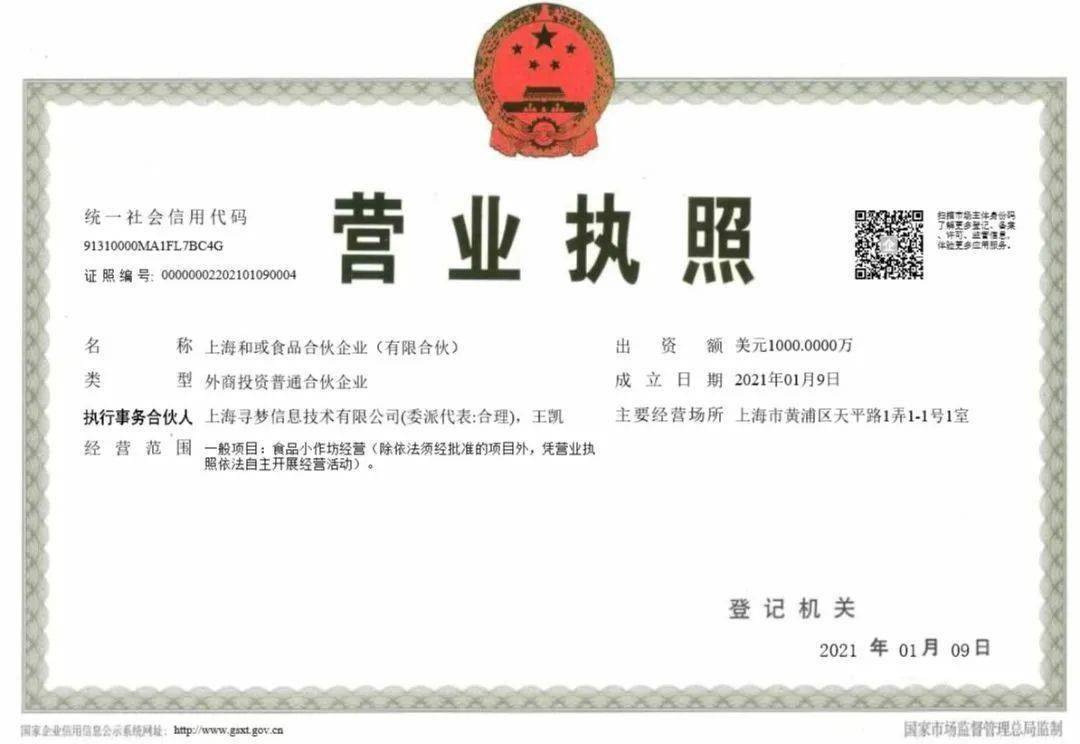 营业执照
统一社会信用代码
91310000MA1FL7BC4G
证照编号: 00000002202101090004
扫描市场主体身份码
了解更多登记、备案
、许可、监管信息，
体验更多应用服务。
企
名 称 上海和或食品合伙企业（有限合伙）
类 型 外商投资普通合伙企业
执行事务合伙人 上海寻梦信息技术有限公司(委派代表:合理)，王凯
经营范围 一般项目：食品小作坊经营（除依法须经批准的项目外，凭营业执
照依法自主开展经营活动）。
出资额 美元1000.0000万
成立日期 2021年01月9日
主要经营场所 上海市黄浦区天平路1弄1-1号1室
登记机关
2021 年 01月 09日
国家企业信用信息公示系统网址: http://www.gsxt.gov.cn
国家市场监督管理总局监制